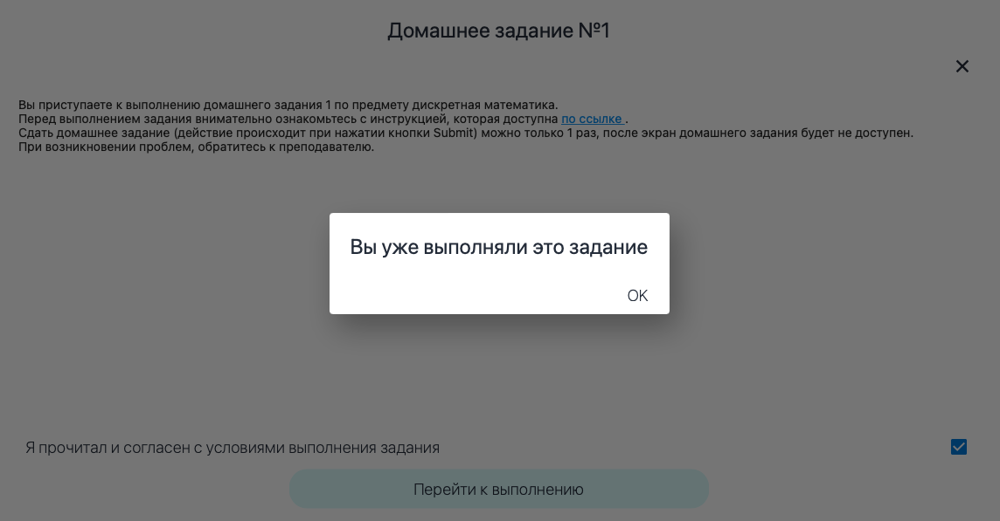 Домашнее задание №1
Вы приступаете к выполнению домашнего задания 1 по предмету дискретная математика.
Перед выполнением задания внимательно ознакомьтесь с инструкцией, которая доступна по ссылке .
Сдать домашнее задание (действие происходит при нажатии кнопки Submit) можно только 1 раз, после экран домашнего задания будет не доступен.
При возникновении проблем, обратитесь к преподавателю.
Вы уже выполняли это задание
OK
Я прочитал и согласен с условиями выполнения задания
Перейти к выполнению